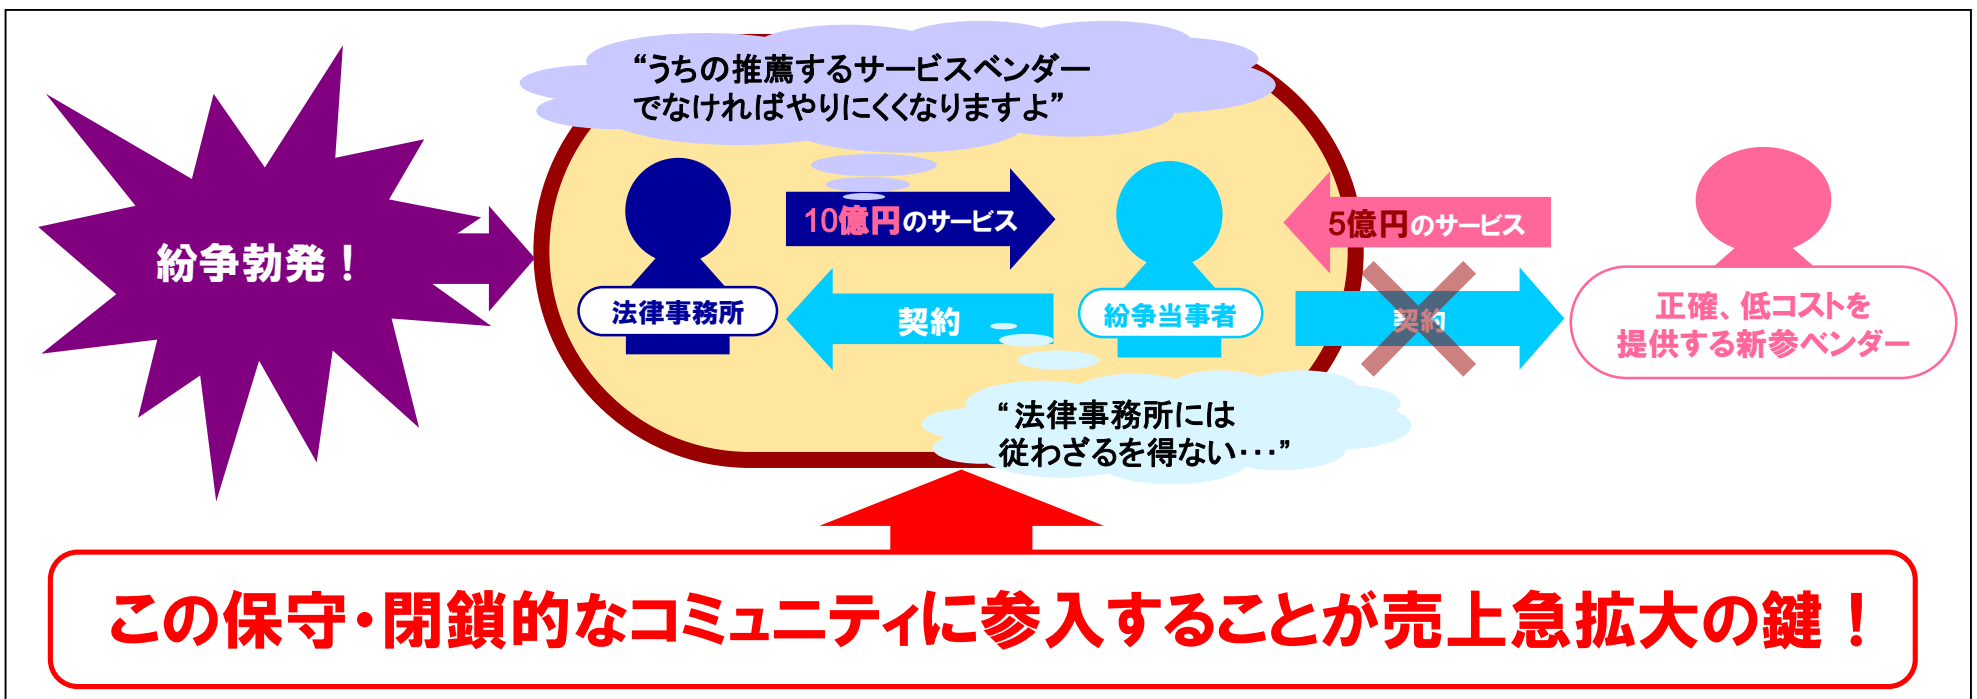 “うちの推薦するサービスベンダー
でなければやりにくくなりますよ”
紛争勃発！
10億円のサービス
5億円のサービス
法律事務所
契約
紛争当事者
契約
正確、低コストを
提供する新参ベンダー
“法律事務所には
従わざるを得ない･･･”
この保守・閉鎖的なコミュニティに参入することが売上急拡大の鍵！